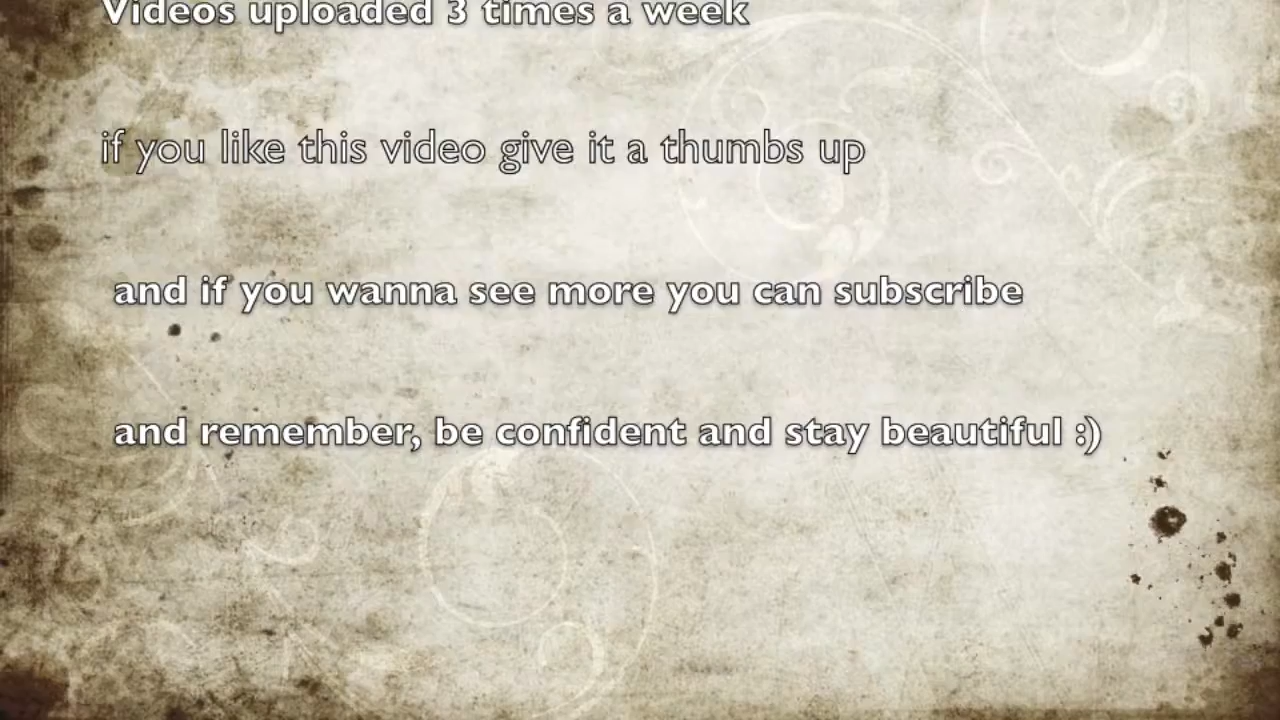 Videos uploaded 3 times a week
if you like this video give it a thumbs up
and if you wanna see more you can subscribe
and remember, be confident and stay beautiful :)